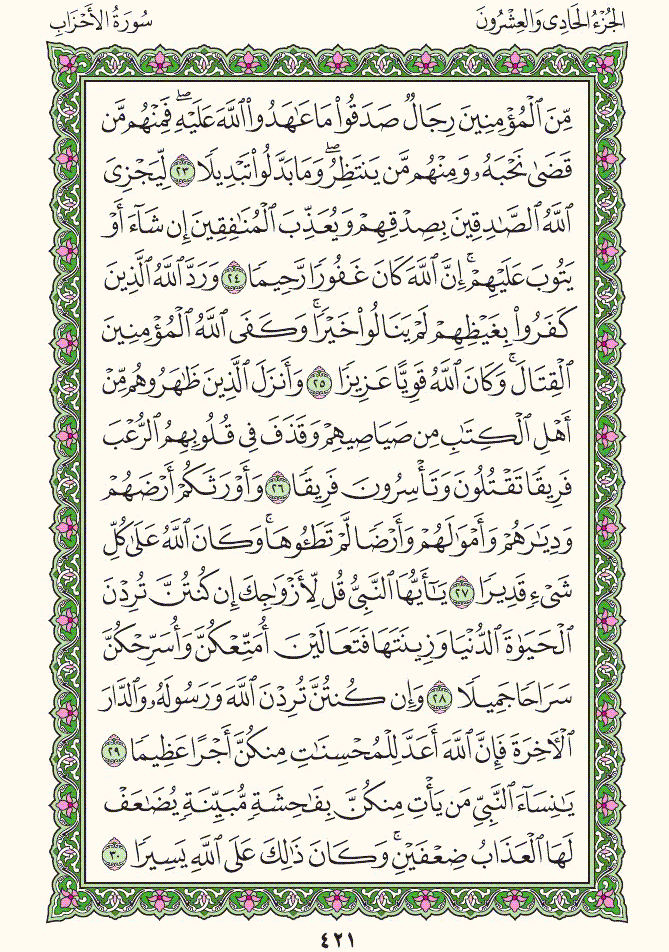 الجُزْءُ الحَادِى وَالعِشْرُونَ
سُورَةُ الأَحْزَابِ
مِّنَ ٱلْمُؤْمِنِينَ رِجَالٌ صَدَقُوا۟ مَا عَٰهَدُوا۟ ٱللَّهَ عَلَيْهِ ۖ فَمِنْهُم مَّن
قَضَىٰ نَحْبَهُۥ وَمِنْهُم مَّن يَنتَظِرُ ۖ وَمَا بَدَّلُوا۟ تَبْدِيلًا ٢٣ لِّيَجْزِىَ
ٱللَّهُ ٱلصَّٰدِقِينَ بِصِدْقِهِمْ وَيُعَذِّبَ ٱلْمُنَٰفِقِينَ إِن شَآءَ أَوْ
يَتُوبَ عَلَيْهِمْ ۚ إِنَّ ٱللَّهَ كَانَ غَفُورًا رَّحِيمًا ٢٤ وَرَدَّ ٱللَّهُ ٱلَّذِينَ
كَفَرُوا۟ بِغَيْظِهِمْ لَمْ يَنَالُوا۟ خَيْرًا ۚ وَكَفَى ٱللَّهُ ٱلْمُؤْمِنِينَ
ٱلْقِتَالَ ۚ وَكَانَ ٱللَّهُ قَوِيًّا عَزِيزًا ٢٥ وَأَنزَلَ ٱلَّذِينَ ظَٰهَرُوهُم مِّنْ
أَهْلِ ٱلْكِتَٰبِ مِن صَيَاصِيهِمْ وَقَذَفَ فِى قُلُوبِهِمُ ٱلرُّعْبَ
فَرِيقًا تَقْتُلُونَ وَتَأْسِرُونَ فَرِيقًا ٢٦ وَأَوْرَثَكُمْ أَرْضَهُمْ
وَدِيَٰرَهُمْ وَأَمْوَٰلَهُمْ وَأَرْضًا لَّمْ تَطَـُٔوهَا ۚ وَكَانَ ٱللَّهُ عَلَىٰ كُلِّ
شَىْءٍ قَدِيرًا ٢٧ يَٰٓأَيُّهَا ٱلنَّبِىُّ قُل لِّأَزْوَٰجِكَ إِن كُنتُنَّ تُرِدْنَ
ٱلْحَيَوٰةَ ٱلدُّنْيَا وَزِينَتَهَا فَتَعَالَيْنَ أُمَتِّعْكُنَّ وَأُسَرِّحْكُنَّ
سَرَاحًا جَمِيلًا ٢٨ وَإِن كُنتُنَّ تُرِدْنَ ٱللَّهَ وَرَسُولَهُۥ وَٱلدَّارَ
ٱلْءَاخِرَةَ فَإِنَّ ٱللَّهَ أَعَدَّ لِلْمُحْسِنَٰتِ مِنكُنَّ أَجْرًا عَظِيمًا ٢٩
يَٰنِسَآءَ ٱلنَّبِىِّ مَن يَأْتِ مِنكُنَّ بِفَٰحِشَةٍ مُّبَيِّنَةٍ يُضَٰعَفْ
لَهَا ٱلْعَذَابُ ضِعْفَيْنِ ۚ وَكَانَ ذَٰلِكَ عَلَى ٱللَّهِ يَسِيرًا ٣٠
٤٢١